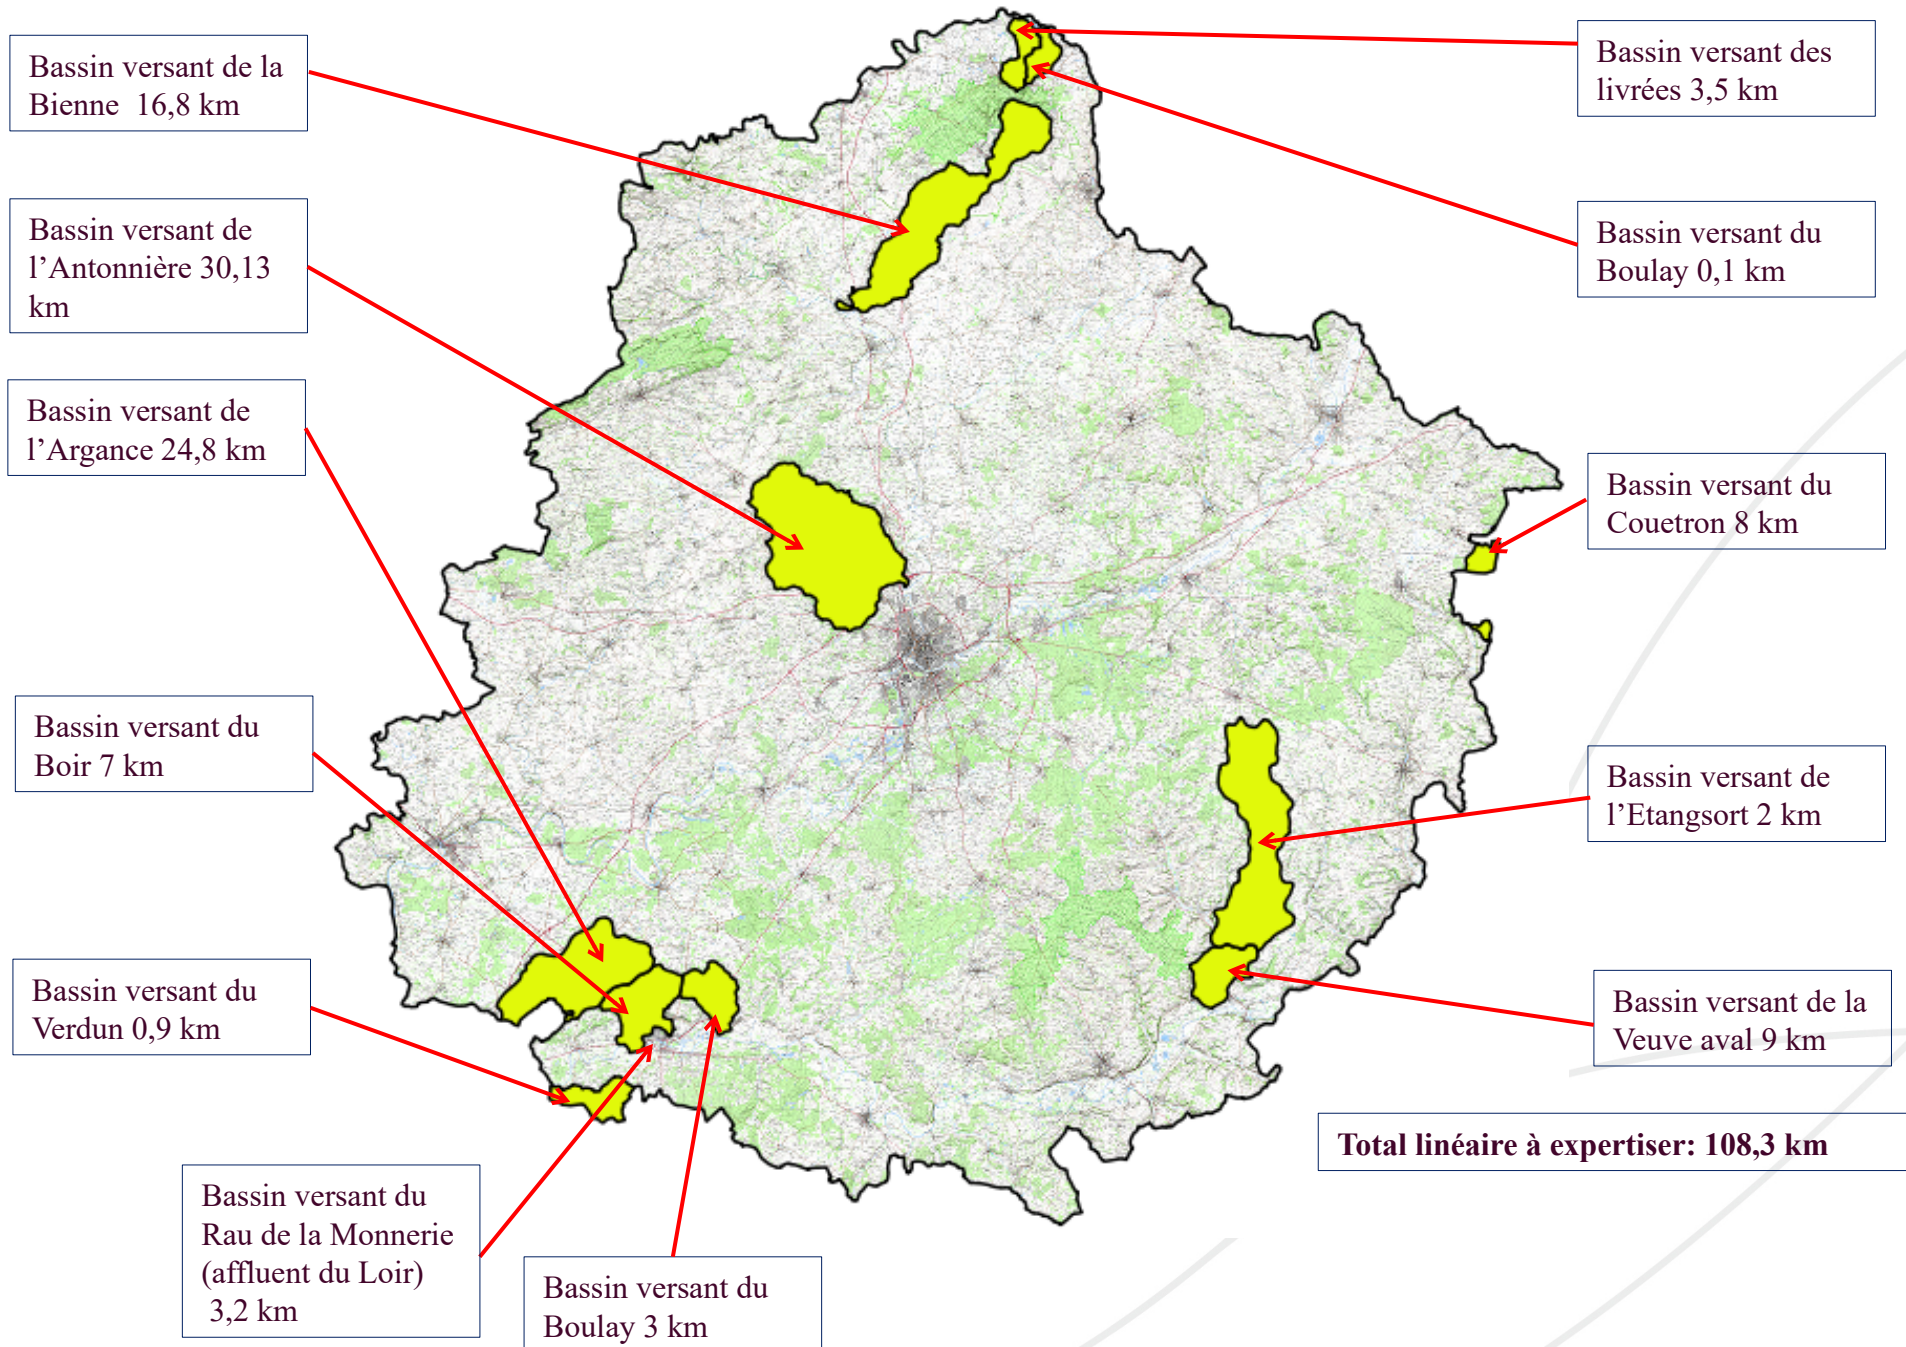 Bassin versant de la
Bienne  16,8 km
Bassin versant de
l’Antonnière 30,13
km
Bassin versant de
l’Argance 24,8 km
Bassin versant du
Boir 7 km
Bassin versant du
Verdun 0,9 km
Bassin versant du
Rau de la Monnerie
(affluent du Loir)
3,2 km
Bassin versant du
Boulay 3 km
Bassin versant des
livrées 3,5 km
Bassin versant du
Boulay 0,1 km
Bassin versant du
Couetron 8 km
Bassin versant de
l’Etangsort 2 km
Bassin versant de la
Veuve aval 9 km
Total linéaire à expertiser: 108,3 km